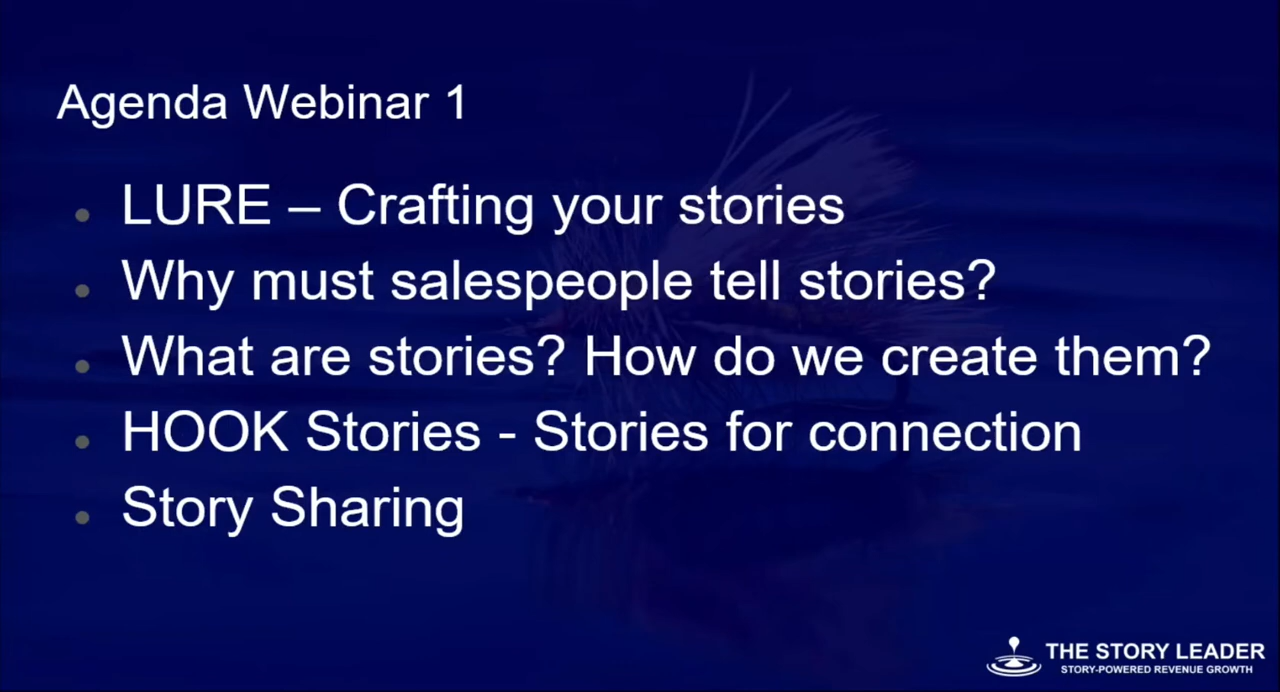 Agenda Webinar 1
LURE – Crafting your stories
Why must salespeople tell stories?
What are stories? How do we create them?
HOOK Stories - Stories for connection
Story Sharing
THE STORY LEADER
STORY-POWERED REVENUE GROWTH